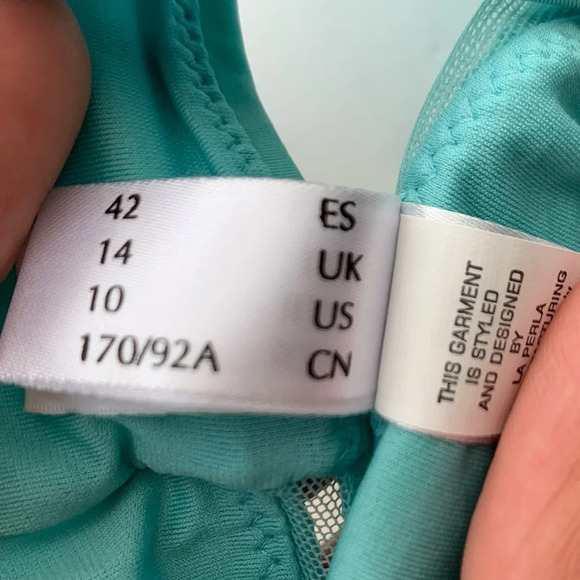 42 ES
14 UK
10 US
170/92A CN
THIS GARMENT
IS STYLED
AND DESIGNED
BY
LA PERLA